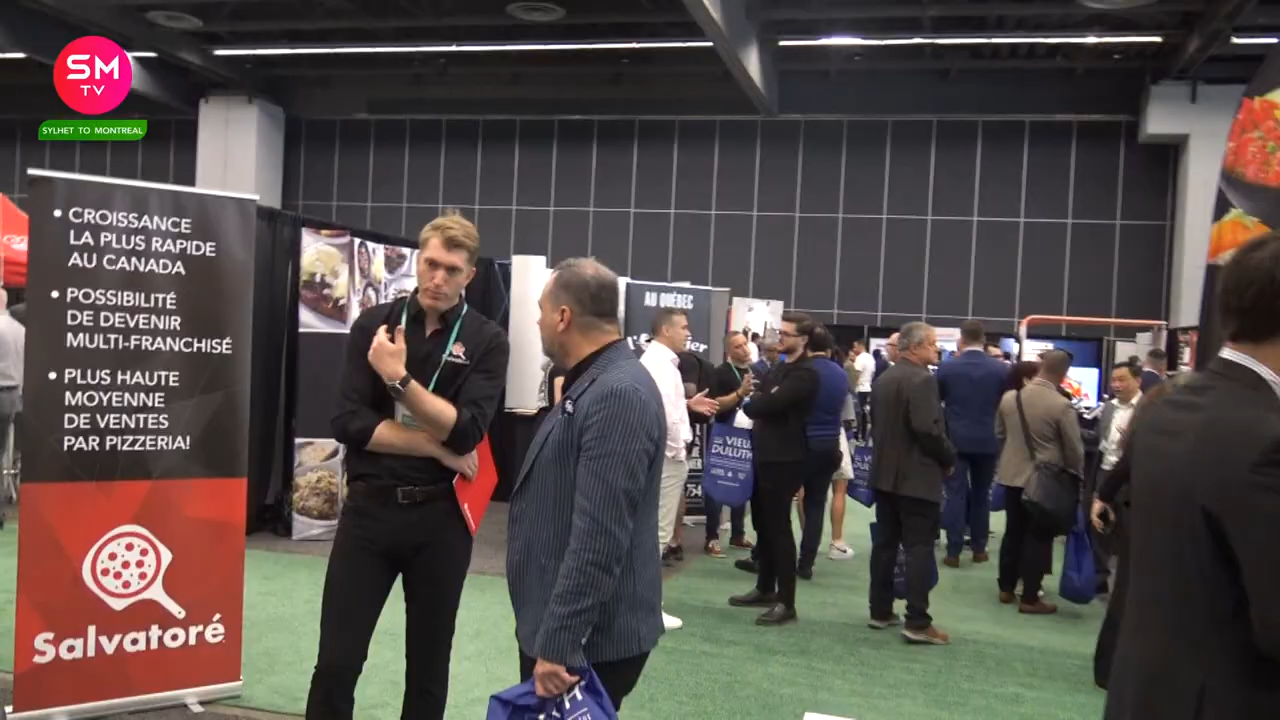 SM
TV
SYLHET TO MONTREAL
• CROISSANCE
LA PLUS RAPIDE
AU CANADA
• POSSIBILITÉ
DE DEVENIR
MULTI-FRANCHISÉ
• PLUS HAUTE
MOYENNE
DE VENTES
PAR PIZZERIA!
Salvatoré
AU QUÉBEC
VIEUX
DULUTH